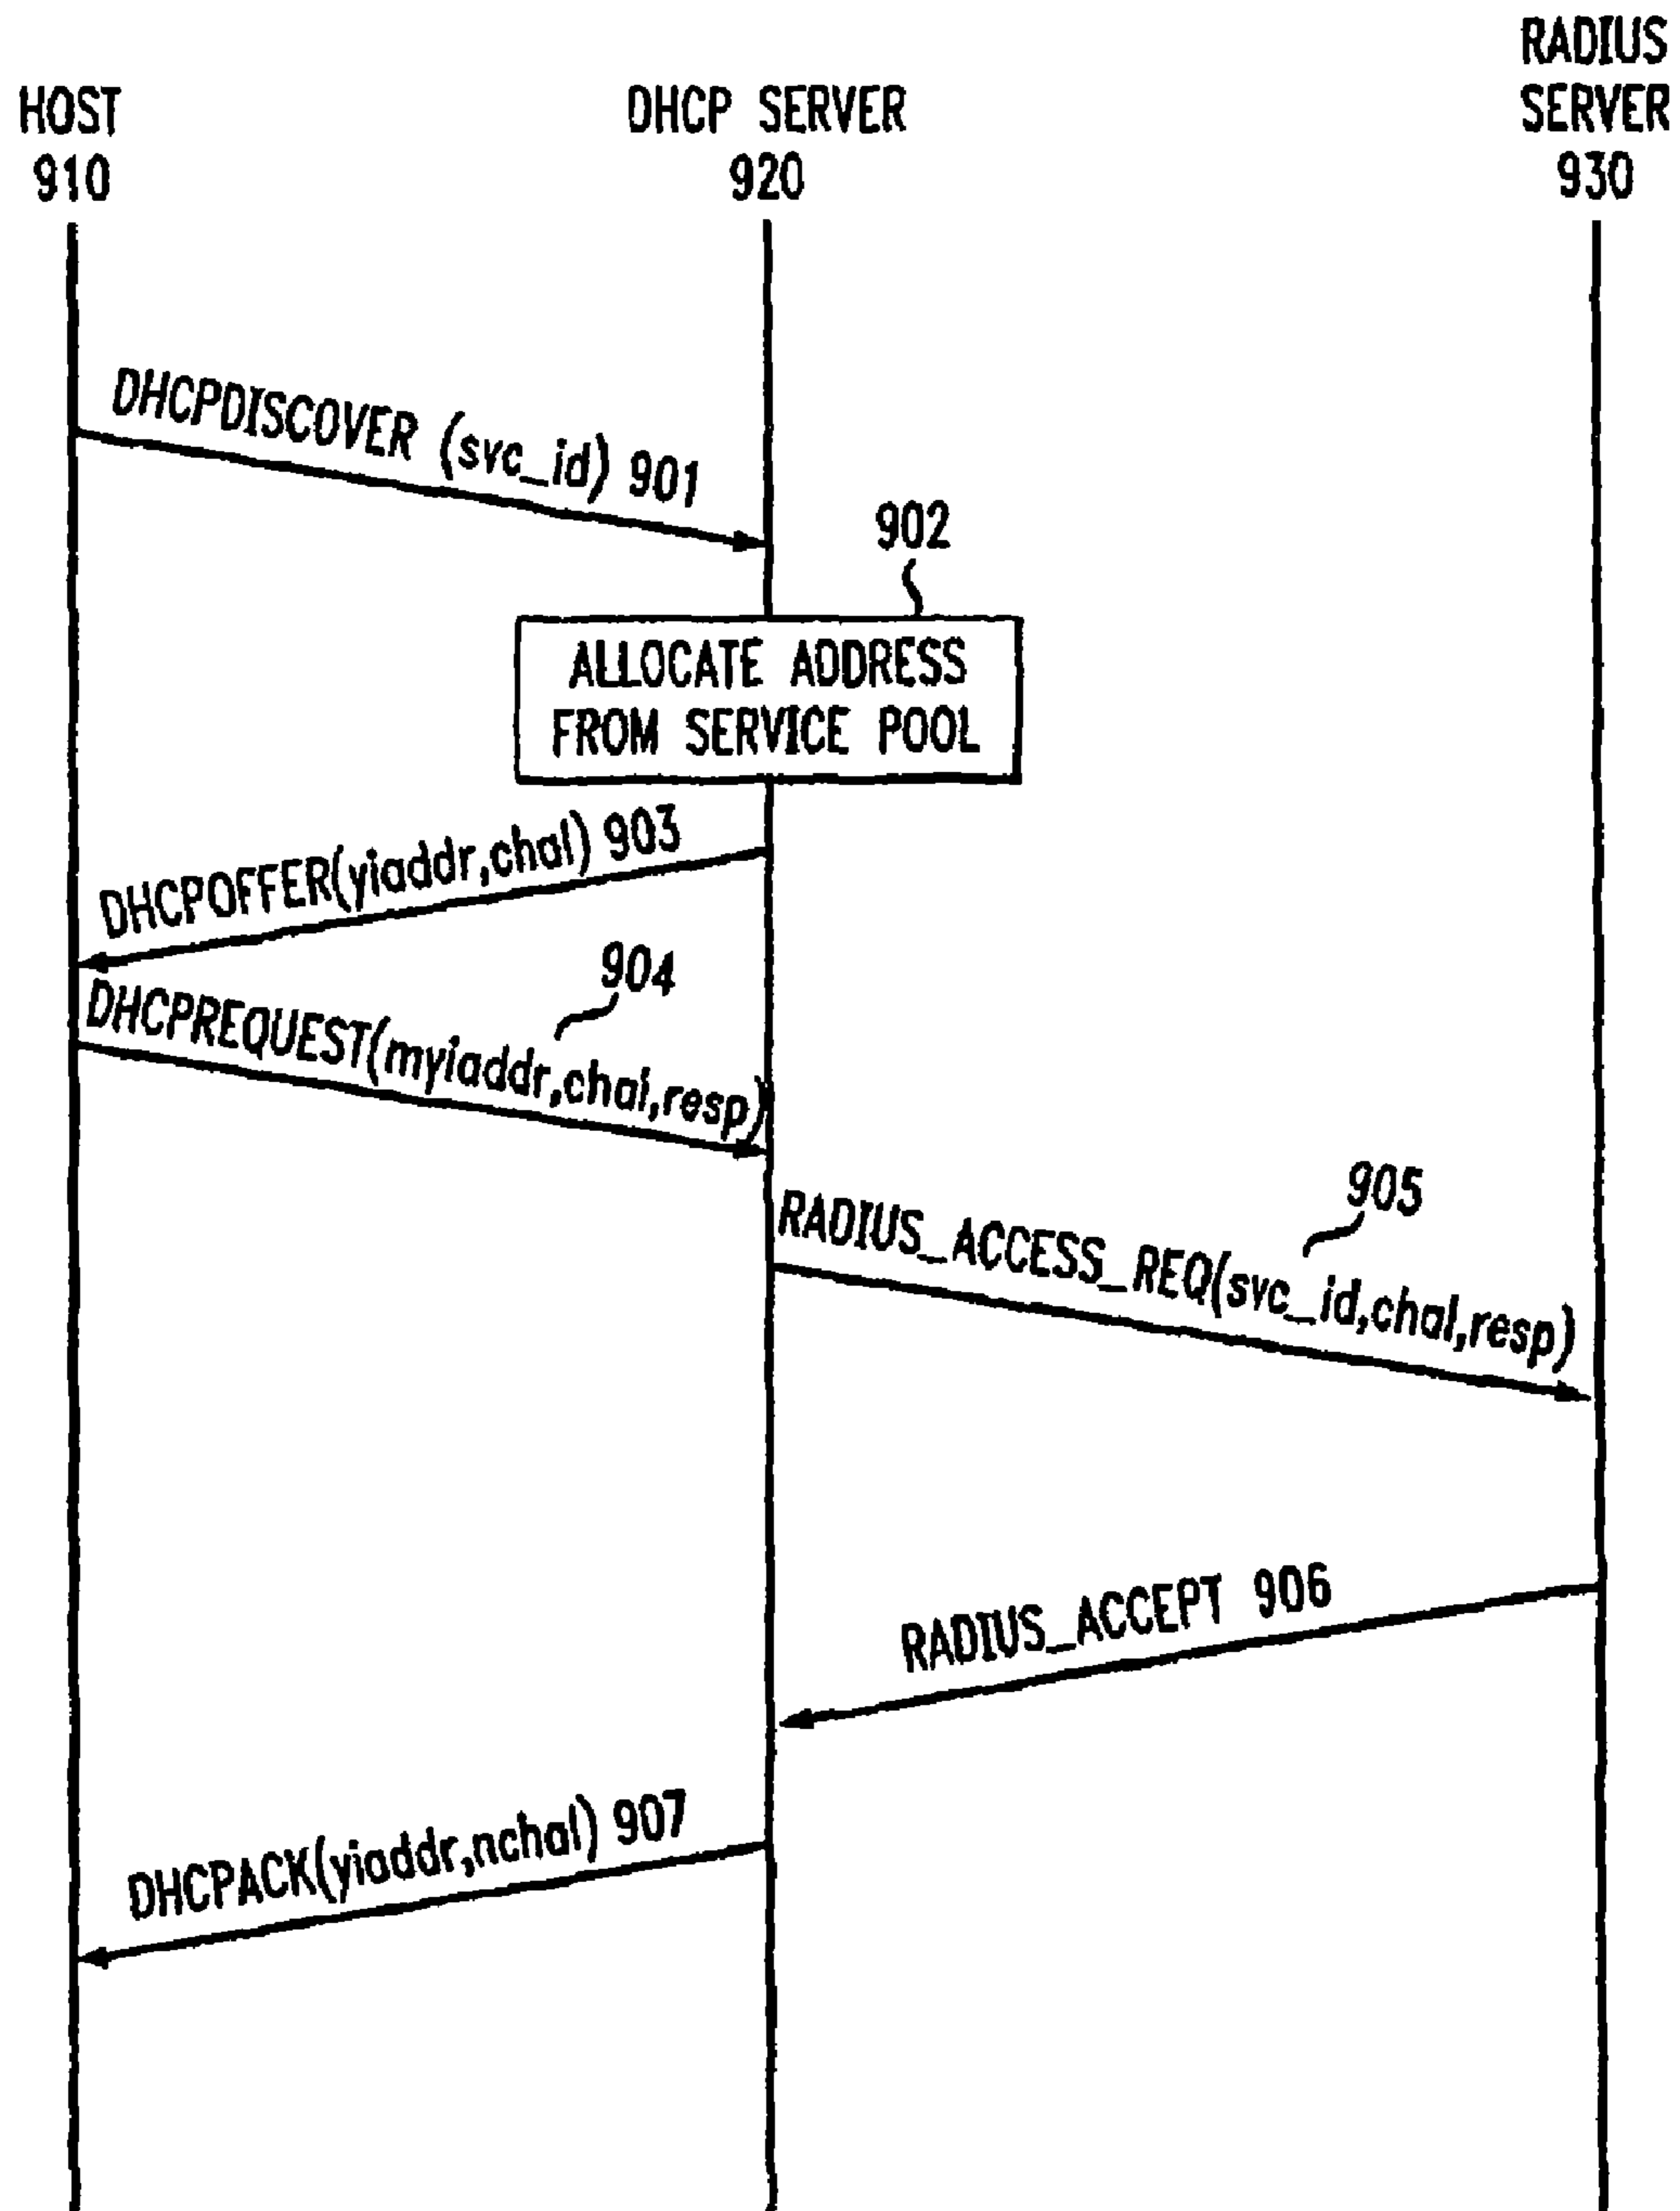 HOST
910
DHCP SERVER
920
RADIUS
SERVER
930
DHCPDISCOVER (svc_id) 901
902
ALLOCATE ADDRESS
FROM SERVICE POOL
DHCPOFFER(yiaddr,chal) 903
904
DHCPREQUEST(myiaddr,chal,resp)
905
RADIUS_ACCESS_REQ(svc_id,chal,resp)
RADIUS_ACCEPT 906
DHCPACK(yiaddr,nchal) 907